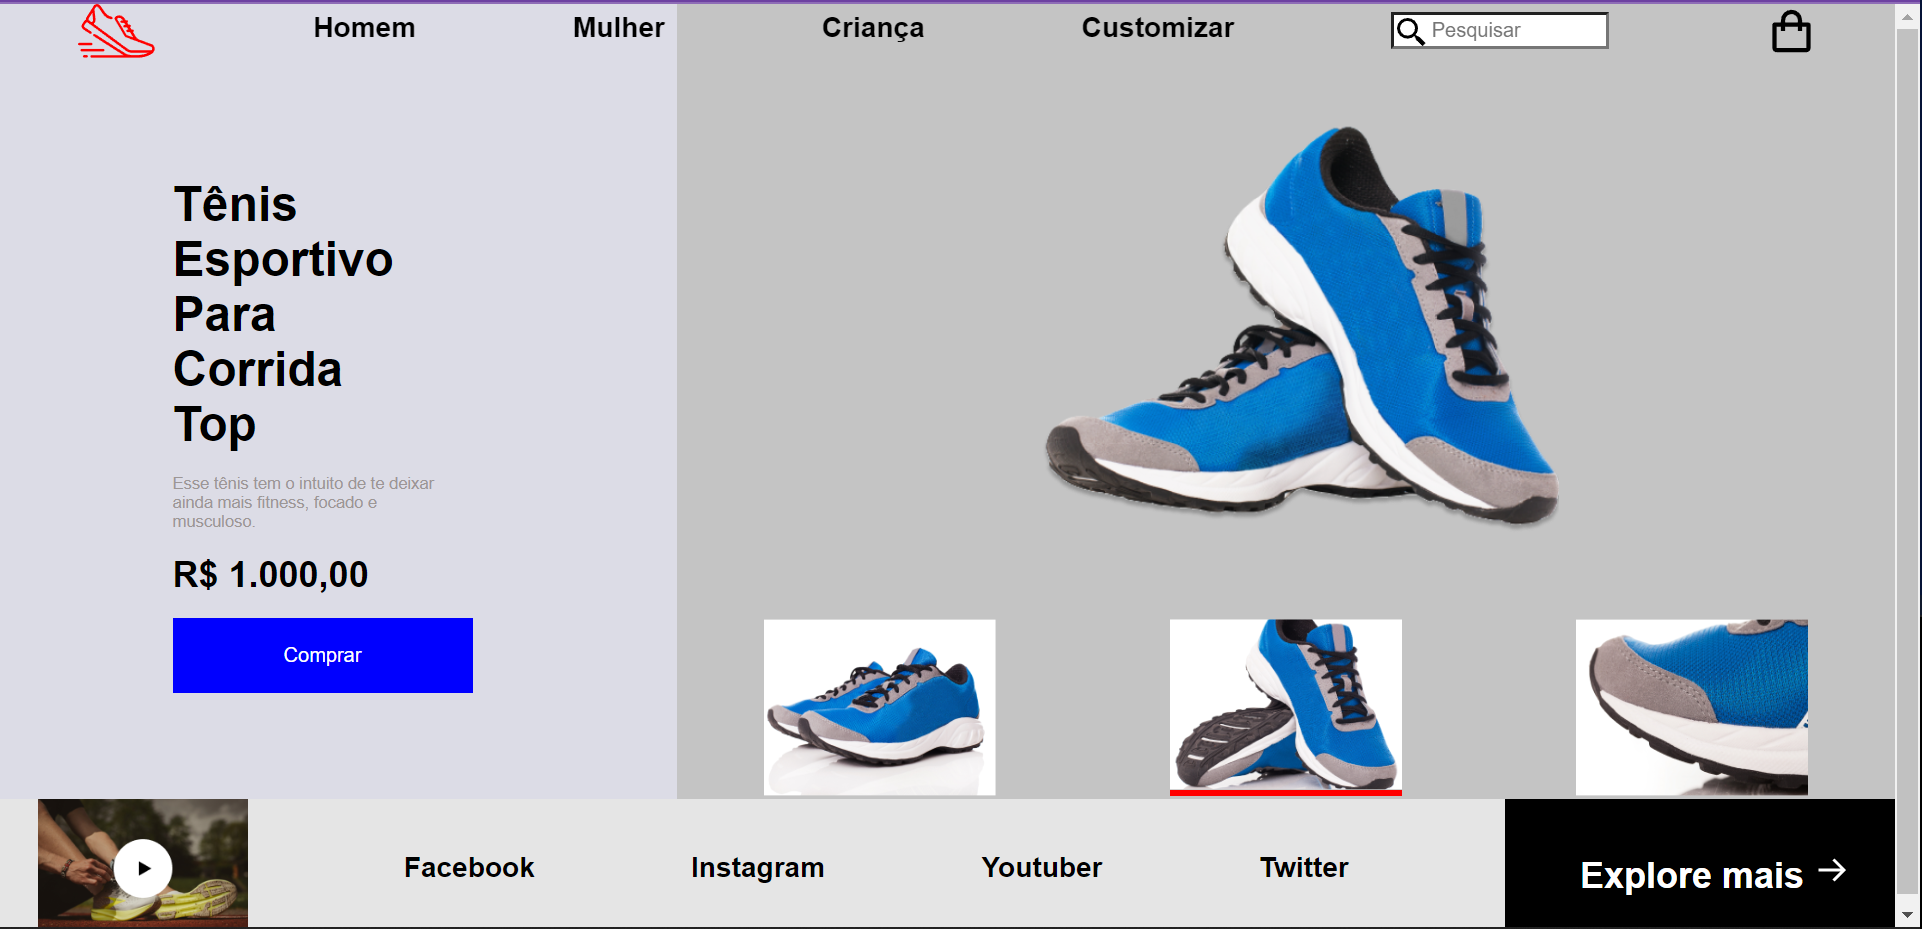 Homem
Mulher
Criança
Customizar
Pesquisar
Tênis
Esportivo
Para
Corrida
Top
Esse tênis tem o intuito de te deixar
ainda mais fitness, focado e
musculoso.
R$ 1.000,00
Comprar
Facebook
Instagram
Youtuber
Twitter
Explore mais